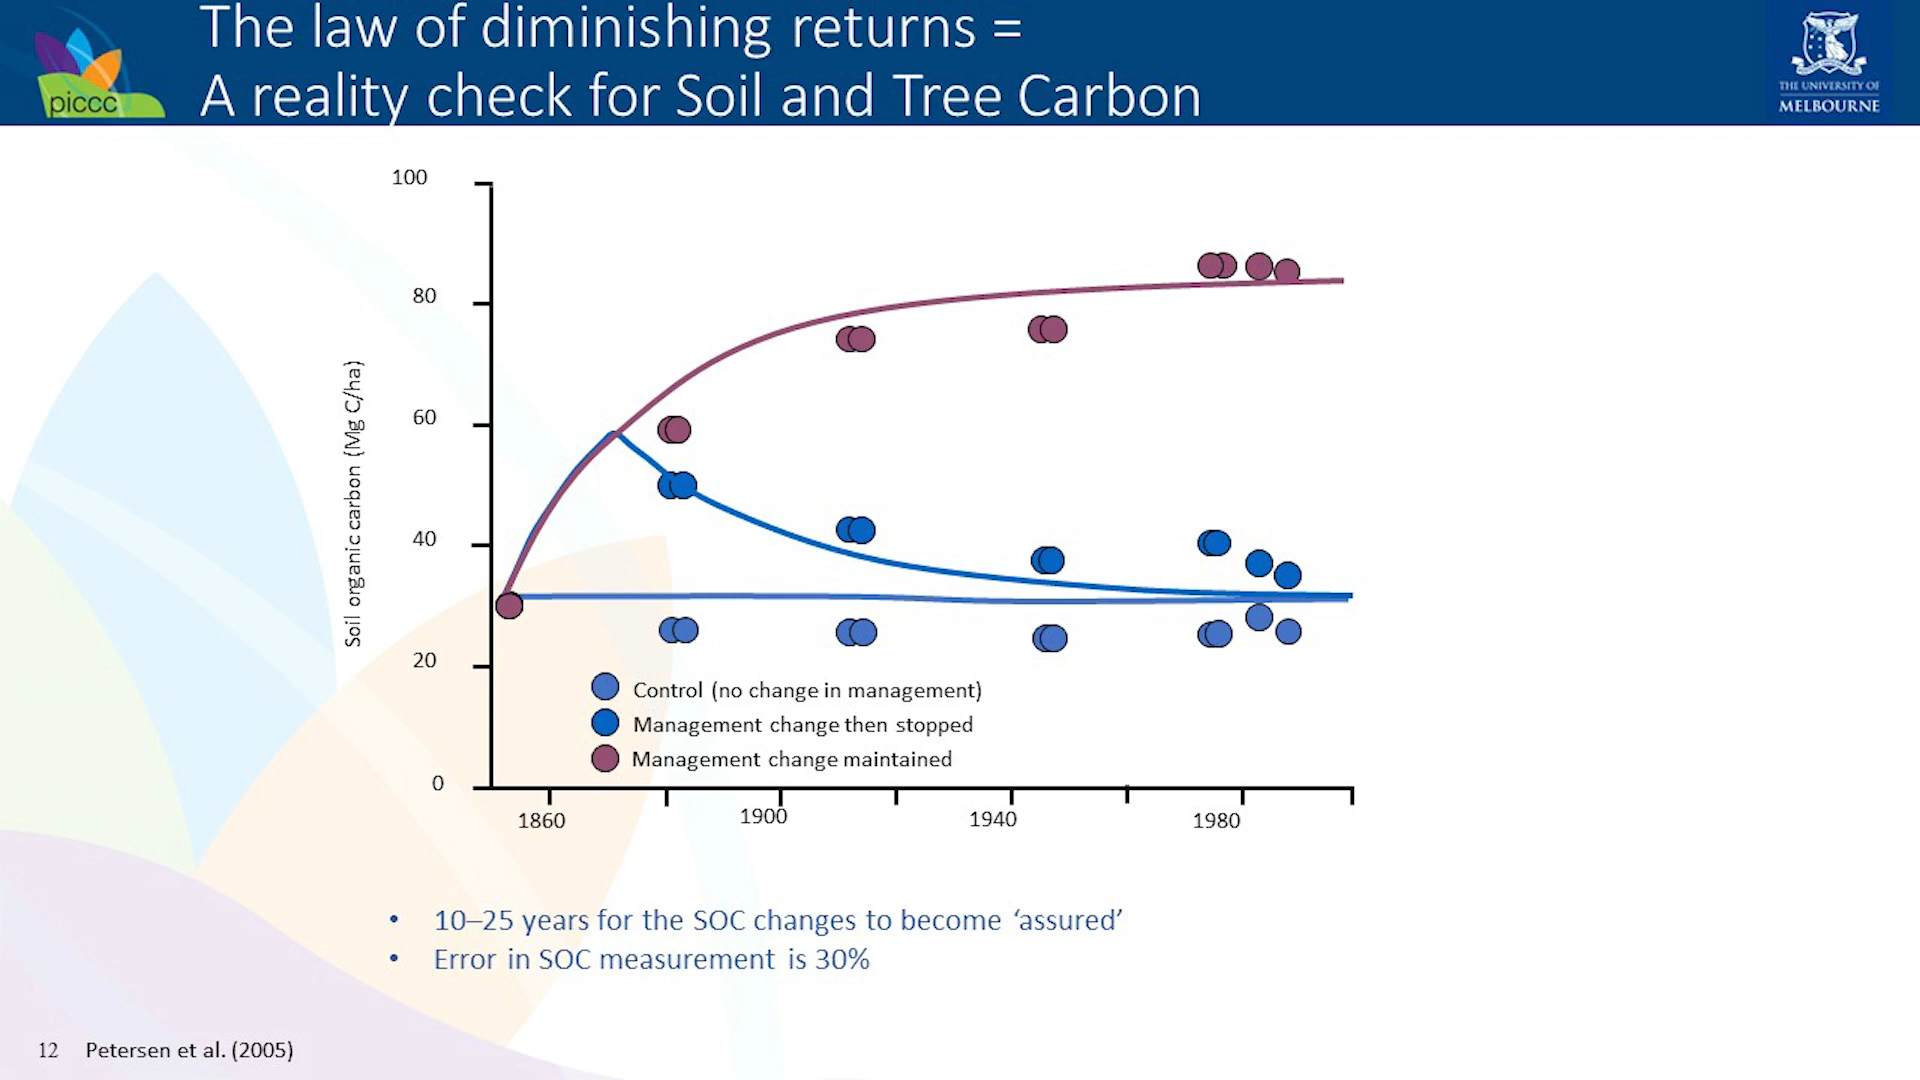 The law of diminishing returns =
A reality check for Soil and Tree Carbon
piccc
THE UNIVERSITY OF
MELBOURNE
Soil organic carbon (Mg C/ha)
100
80
60
40
20
0
Control (no change in management)
Management change then stopped
Management change maintained
1860
1900
1940
1980
• 10–25 years for the SOC changes to become ‘assured’
• Error in SOC measurement is 30%
12 Petersen et al. (2005)